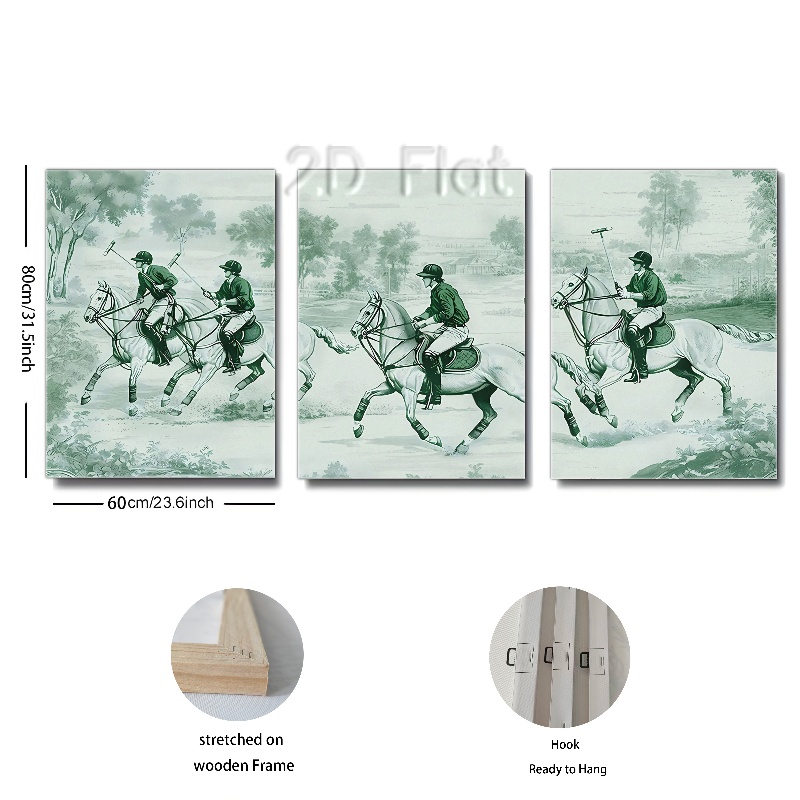 2D Flat
80cm/31.5inch
60cm/23.6inch
stretched on
wooden Frame
Hook
Ready to Hang